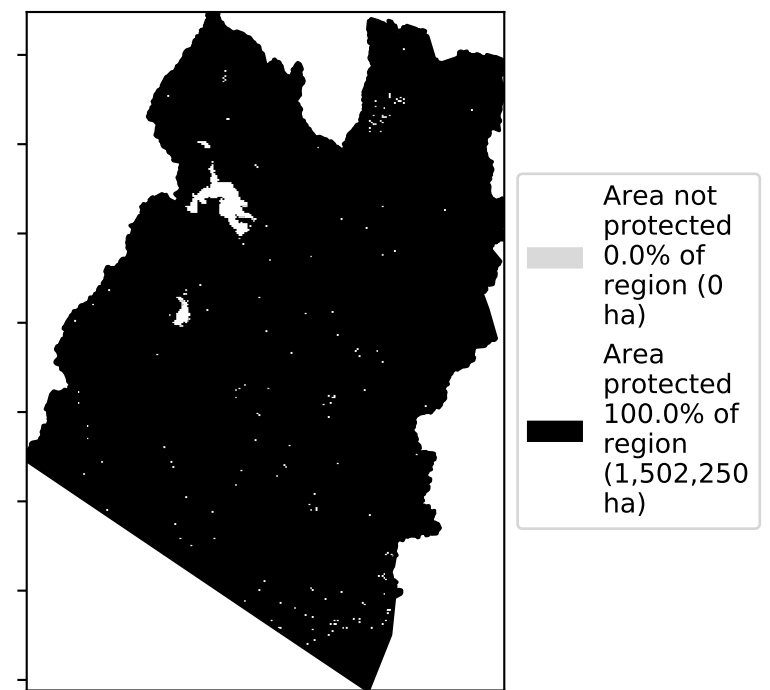 Area not
protected
0.0% of
region (0
ha)
Area
protected
100.0% of
region
(1,502,250
ha)